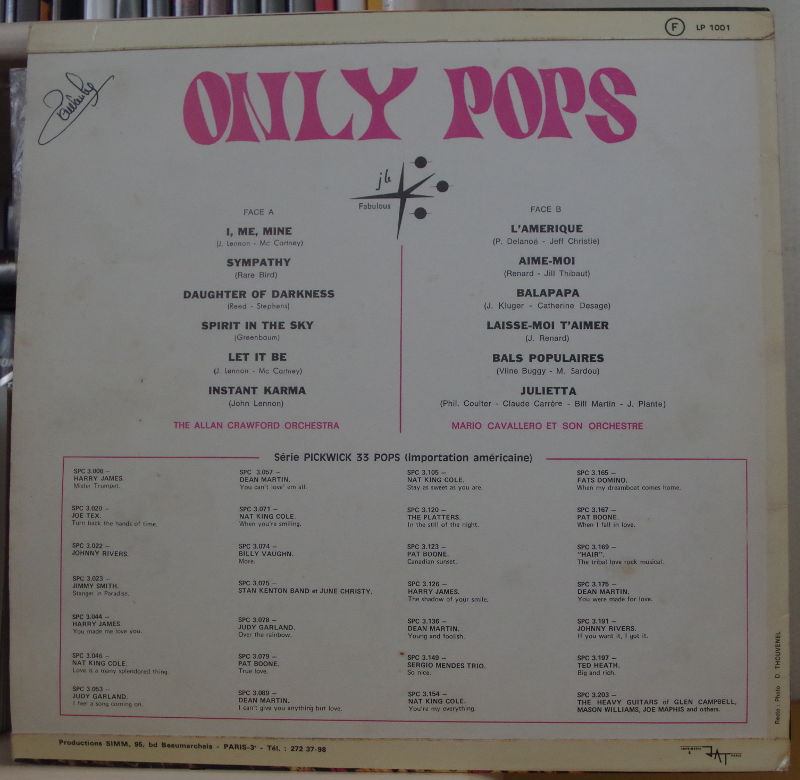 F LP 1001
ONLY POPS
Fabulous
FACE A
I, ME, MINE
(J. Lennon - Mc Cortney)
SYMPATHY
(Rare Bird)
DAUGHTER OF DARKNESS
(Reed - Stephens)
SPIRIT IN THE SKY
(Greenbaum)
LET IT BE
(J. Lennon - Mc Cortney)
INSTANT KARMA
(John Lennon)
THE ALLAN CRAWFORD ORCHESTRA
FACE B
L'AMERIQUE
(P. Delanoë - Jeff Christie)
AIME-MOI
(Renard - Jill Thibaut)
BALAPAPA
(J. Kluger - Catherine Desage)
LAISSE-MOI T'AIMER
(J. Renard)
BALS POPULAIRES
(Vline Buggy - M. Sardou)
JULIETTA
(Phil. Coulter - Claude Carrère - Bill Martin - J. Plante)
MARIO CAVALLERO ET SON ORCHESTRE
Série PICKWICK 33 POPS (importation américaine)
SPC 3.006 –
HARRY JAMES.
Mister Trumpet.
SPC 3.020 –
JOE TEX.
Turn back the hands of time.
SPC 3.022 –
JOHNNY RIVERS.
SPC 3.023 –
JIMMY SMITH.
Stanger in Paradise.
SPC 3.044 –
HARRY JAMES.
You made me love you.
SPC 3.046 –
NAT KING COLE.
Love is a many splendored thing.
SPC 3.053 –
JUDY GARLAND.
I feel a song coming on.
SPC 3.057 –
DEAN MARTIN.
You can't love' em all.
SPC 3.071 –
NAT KING COLE.
When you're smiling.
SPC 3.074 –
BILLY VAUGHN.
More.
SPC 3.075 –
STAN KENTON BAND et JUNE CHRISTY.
SPC 3.078 –
JUDY GARLAND.
Over the rainbow.
SPC 3.079 –
PAT BOONE.
True love.
SPC 3.089 –
DEAN MARTIN.
I can't give you anything but love.
SPC 3.105 –
NAT KING COLE.
Stay as sweet as you are.
SPC 3.120 –
THE PLATTERS.
In the still of the night.
SPC 3.123 –
PAT BOONE.
Canadian sunset.
SPC 3.126 –
HARRY JAMES.
The shadow of your smile.
SPC 3.136 –
DEAN MARTIN.
Young and foolish.
SPC 3.149 –
SERGIO MENDES TRIO.
So nice.
SPC 3.154 –
NAT KING COLE.
You're my everything.
SPC 3.165 –
FATS DOMINO.
When my dreamboat comes home.
SPC 3.167 –
PAT BOONE.
When I fall in love.
SPC 3.169 –
"HAIR".
The tribal love rock musical.
SPC 3.175 –
DEAN MARTIN.
You were made for love.
SPC 3.191 –
JOHNNY RIVERS.
If you want it, I got it.
SPC 3.197 –
TED HEATH.
Big and rich.
SPC 3.203 –
THE HEAVY GUITARS of GLEN CAMPBELL,
MASON WILLIAMS, JOE MAPHIS and others.
Recto : Photo D. THOUVENEL
Productions SIMM, 95, bd Beaumarchais - PARIS-3e - Tél. : 272 37-98